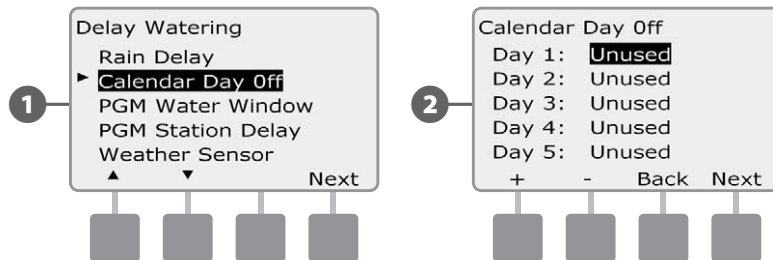 1
Delay Watering
Rain Delay
► Calendar Day Off
PGM Water Window
PGM Station Delay
Weather Sensor
▲ ▼ Next
2
Calendar Day Off
Day 1: Unused
Day 2: Unused
Day 3: Unused
Day 4: Unused
Day 5: Unused
+ - Back Next